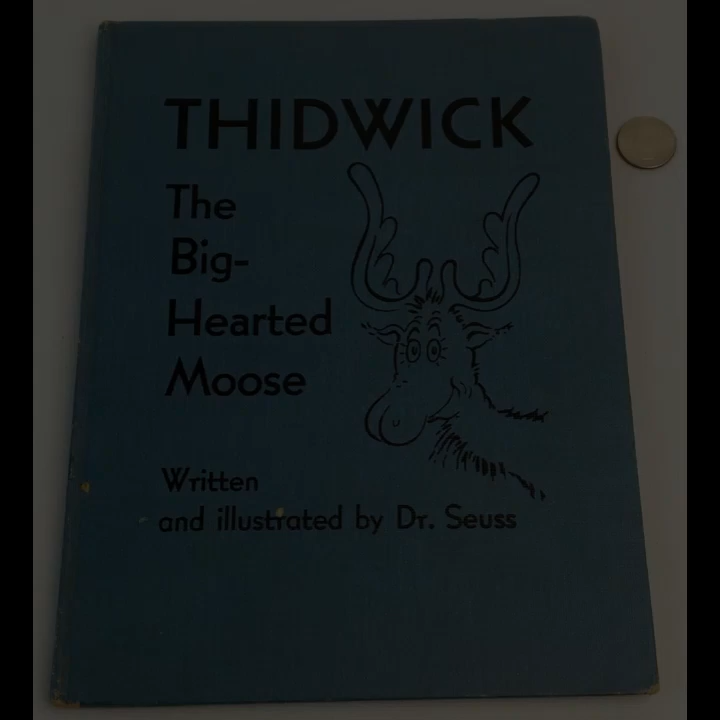 THIDWICK
The
Big-
Hearted
Moose
Written
and illustrated by Dr. Seuss